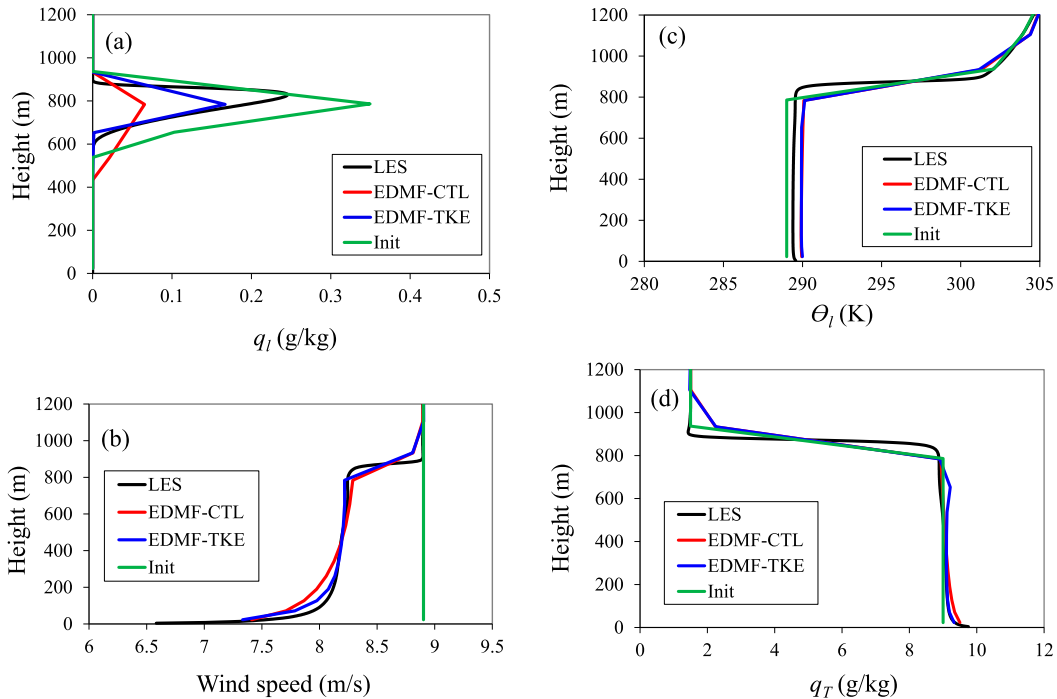 1200
1000
800
600
400
200
0
Height (m)
(a)
LES
EDMF-CTL
EDMF-TKE
Init
0 0.1 0.2 0.3 0.4 0.5
q_l (g/kg)
1200
1000
800
600
400
200
0
Height (m)
(c)
LES
EDMF-CTL
EDMF-TKE
Init
280 285 290 295 300 305
Θ_l (K)
1200
1000
800
600
400
200
0
Height (m)
(b)
LES
EDMF-CTL
EDMF-TKE
Init
6 6.5 7 7.5 8 8.5 9 9.5
Wind speed (m/s)
1200
1000
800
600
400
200
0
Height (m)
(d)
LES
EDMF-CTL
EDMF-TKE
Init
0 2 4 6 8 10 12
q_T (g/kg)